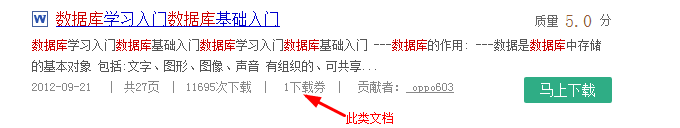 数据库学习入门数据库基础入门
质量 5.0 分
数据库学习入门数据库基础入门数据库学习入门数据库基础入门 ---数据库的作用: ---数据是数据库中存储
的基本对象 包括:文字、图形、图像、声音 有组织的、可共享...
2012-09-21 | 共27页 | 11695次下载 | 1下载券 | 贡献者: oppo603
马上下载
此类文档